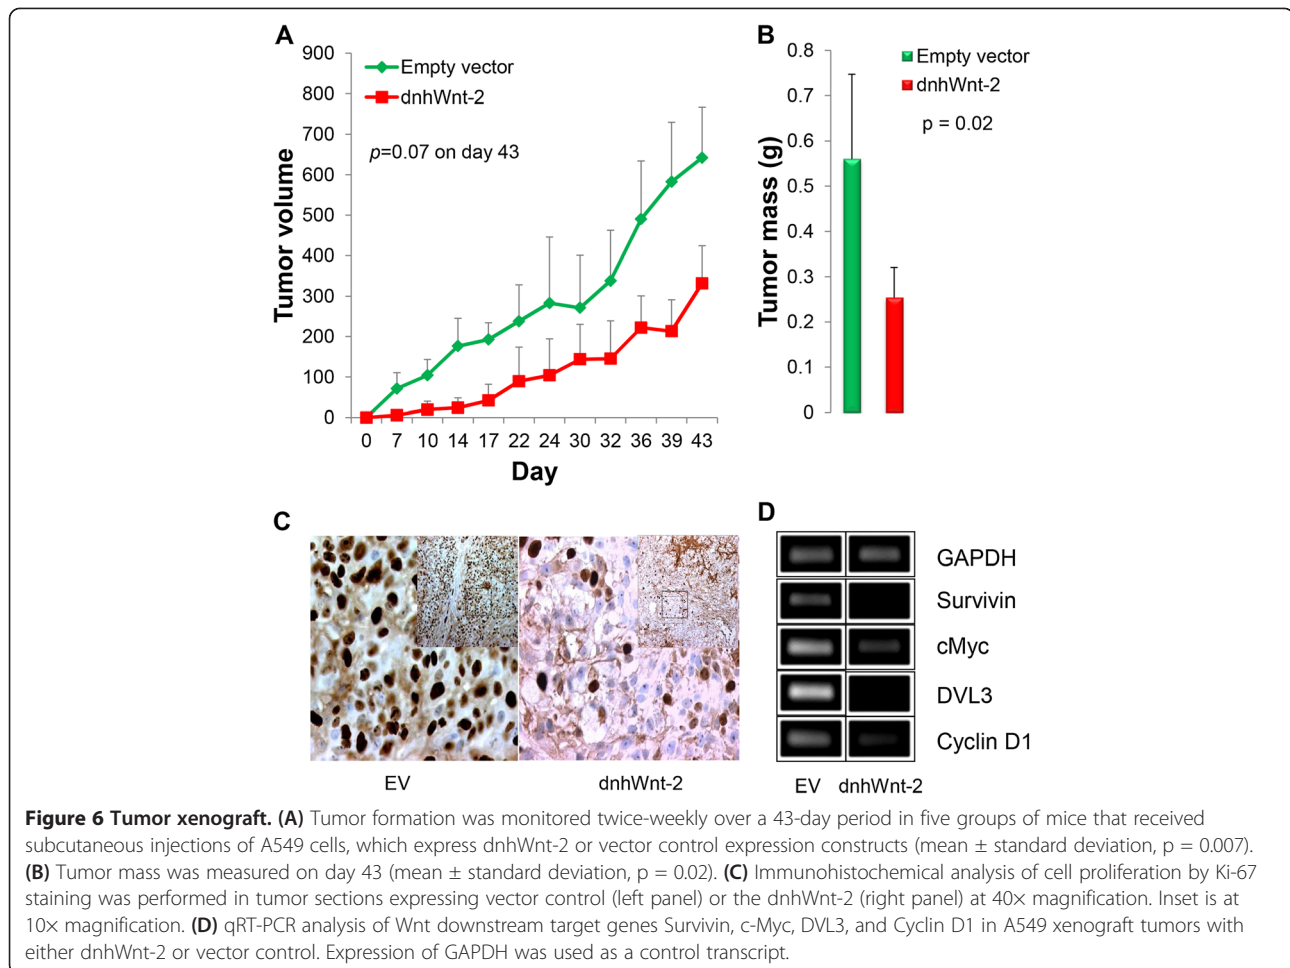 A
900
800
700
600
500
400
300
200
100
0
Tumor volume
Empty vector
dnhWnt-2
p=0.07 on day 43
0 7 10 14 17 22 24 30 32 36 39 43
Day
B
0.8
0.7
0.6
0.5
0.4
0.3
0.2
0.1
0
Tumor mass (g)
Empty vector
dnhWnt-2
p = 0.02
C
EV dnhWnt-2
D
GAPDH
Survivin
cMyc
DVL3
Cyclin D1
EV dnhWnt-2
Figure 6 Tumor xenograft. (A) Tumor formation was monitored twice-weekly over a 43-day period in five groups of mice that received
subcutaneous injections of A549 cells, which express dnhWnt-2 or vector control expression constructs (mean ± standard deviation, p = 0.007).
(B) Tumor mass was measured on day 43 (mean ± standard deviation, p = 0.02). (C) Immunohistochemical analysis of cell proliferation by Ki-67
staining was performed in tumor sections expressing vector control (left panel) or the dnhWnt-2 (right panel) at 40× magnification. Inset is at
10× magnification. (D) qRT-PCR analysis of Wnt downstream target genes Survivin, c-Myc, DVL3, and Cyclin D1 in A549 xenograft tumors with
either dnhWnt-2 or vector control. Expression of GAPDH was used as a control transcript.